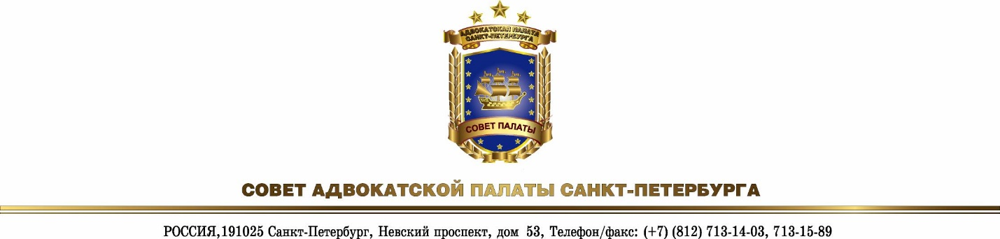 АДВОКАТСКАЯ ПАЛАТА
САНКТ-ПЕТЕРБУРГА
СОВЕТ ПАЛАТЫ
СОВЕТ АДВОКАТСКОЙ ПАЛАТЫ САНКТ-ПЕТЕРБУРГА
РОССИЯ,191025 Санкт-Петербург, Невский проспект, дом 53, Телефон/факс: (+7) (812) 713-14-03, 713-15-89